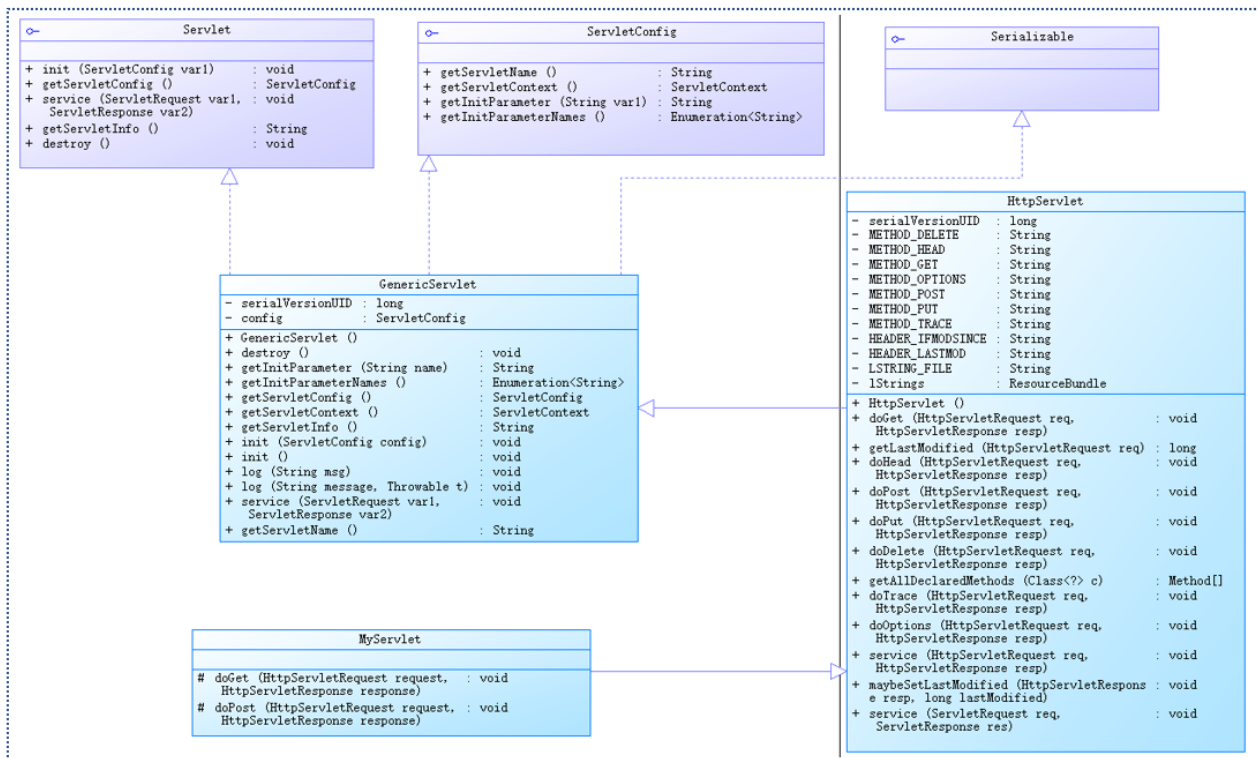 Servlet
+ init (ServletConfig var1) : void
+ getServletConfig () : ServletConfig
+ service (ServletRequest var1, : void
ServletResponse var2)
+ getServletInfo () : String
+ destroy () : void
ServletConfig
+ getServletName () : String
+ getServletContext () : ServletContext
+ getInitParameter (String var1) : String
+ getInitParameterNames () : Enumeration<String>
Serializable
GenericServlet
- serialVersionUID : long
- config : ServletConfig
+ GenericServlet ()
+ destroy () : void
+ getInitParameter (String name) : String
+ getInitParameterNames () : Enumeration<String>
+ getServletConfig () : ServletConfig
+ getServletContext () : ServletContext
+ getServletInfo () : String
+ init (ServletConfig config) : void
+ init () : void
+ log (String msg) : void
+ log (String message, Throwable t) : void
+ service (ServletRequest var1, : void
ServletResponse var2)
+ getServletName () : String
HttpServlet
- serialVersionUID : long
- METHOD_DELETE : String
- METHOD_HEAD : String
- METHOD_GET : String
- METHOD_OPTIONS : String
- METHOD_POST : String
- METHOD_PUT : String
- METHOD_TRACE : String
- HEADER_IFMODSINCE : String
- HEADER_LASTMOD : String
- LSTRING_FILE : String
- lStrings : ResourceBundle
+ HttpServlet ()
+ doGet (HttpServletRequest req, : void
HttpServletResponse resp)
+ getLastModified (HttpServletRequest req) : long
+ doHead (HttpServletRequest req, : void
HttpServletResponse resp)
+ doPost (HttpServletRequest req, : void
HttpServletResponse resp)
+ doPut (HttpServletRequest req, : void
HttpServletResponse resp)
+ doDelete (HttpServletRequest req, : void
HttpServletResponse resp)
+ getAllDeclaredMethods (Class<?> c) : Method[]
+ doTrace (HttpServletRequest req, : void
HttpServletResponse resp)
+ doOptions (HttpServletRequest req, : void
HttpServletResponse resp)
+ service (HttpServletRequest req, : void
HttpServletResponse resp)
+ maybeSetLastModified (HttpServletRespons : void
e resp, long lastModified)
+ service (ServletRequest req, : void
ServletResponse res)
MyServlet
# doGet (HttpServletRequest request, : void
HttpServletResponse response)
# doPost (HttpServletRequest request, : void
HttpServletResponse response)